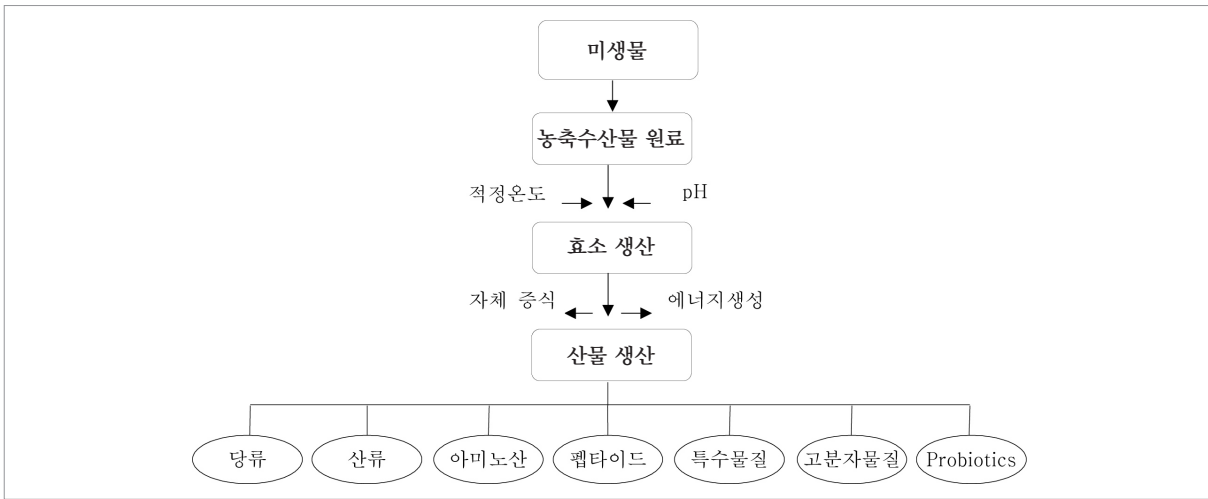 미생물
농축수산물 원료
적정온도 pH
효소 생산
자체 증식 에너지생성
산물 생산
당류 산류 아미노산 펩타이드 특수물질 고분자물질 Probiotics